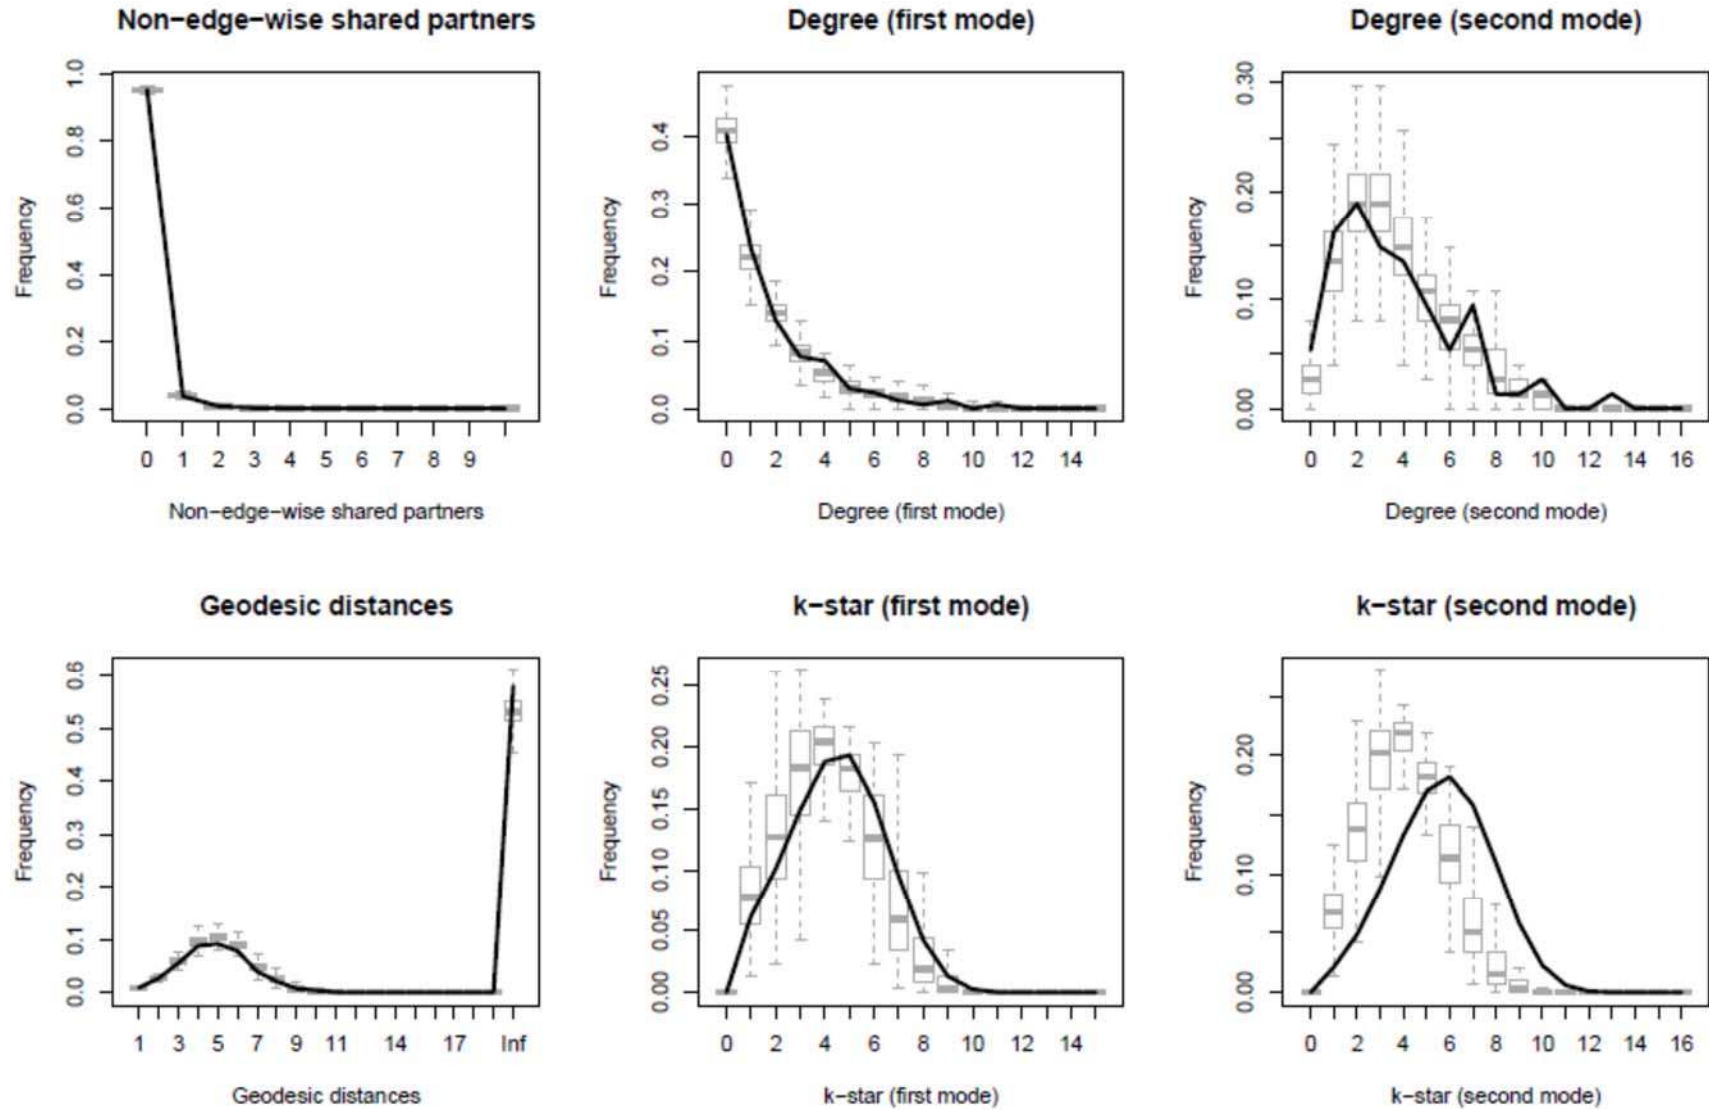 Non-edge-wise shared partners
Degree (first mode)
Degree (second mode)
Frequency
0.0 0.2 0.4 0.6 0.8 1.0
0 1 2 3 4 5 6 7 8 9
Non-edge-wise shared partners
Frequency
0.0 0.1 0.2 0.3 0.4
0 2 4 6 8 10 12 14
Degree (first mode)
Frequency
0.00 0.10 0.20 0.30
0 2 4 6 8 10 12 14 16
Degree (second mode)
Geodesic distances
k-star (first mode)
k-star (second mode)
Frequency
0.0 0.1 0.2 0.3 0.4 0.5 0.6
1 3 5 7 9 11 14 17 Inf
Geodesic distances
Frequency
0.00 0.05 0.10 0.15 0.20 0.25
0 2 4 6 8 10 12 14
k-star (first mode)
Frequency
0.00 0.10 0.20
0 2 4 6 8 10 12 14 16
k-star (second mode)